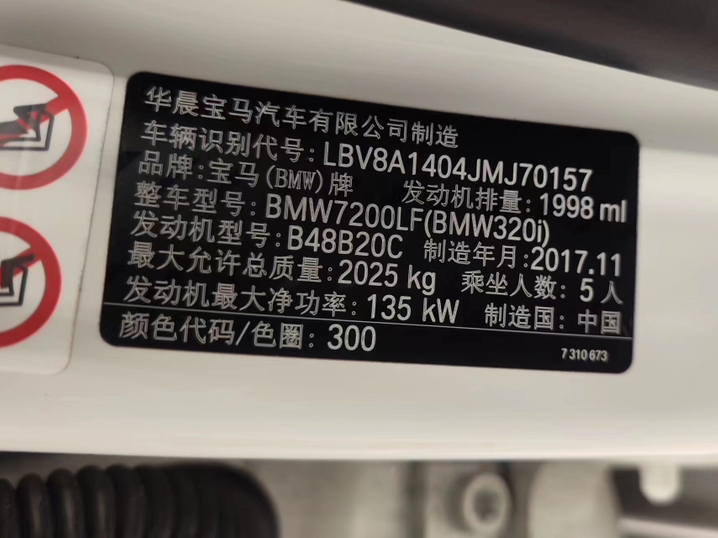 华晨宝马汽车有限公司制造
车辆识别代号: LBV8A1404JMJ70157
品牌: 宝马(BMW)牌 发动机排量: 1998 ml
整车型号: BMW7200LF(BMW320i)
发动机型号: B48B20C 制造年月: 2017.11
最大允许总质量: 2025 kg 乘坐人数: 5人
发动机最大净功率: 135 kW 制造国: 中国
颜色代码/色圈: 300
7 310 673